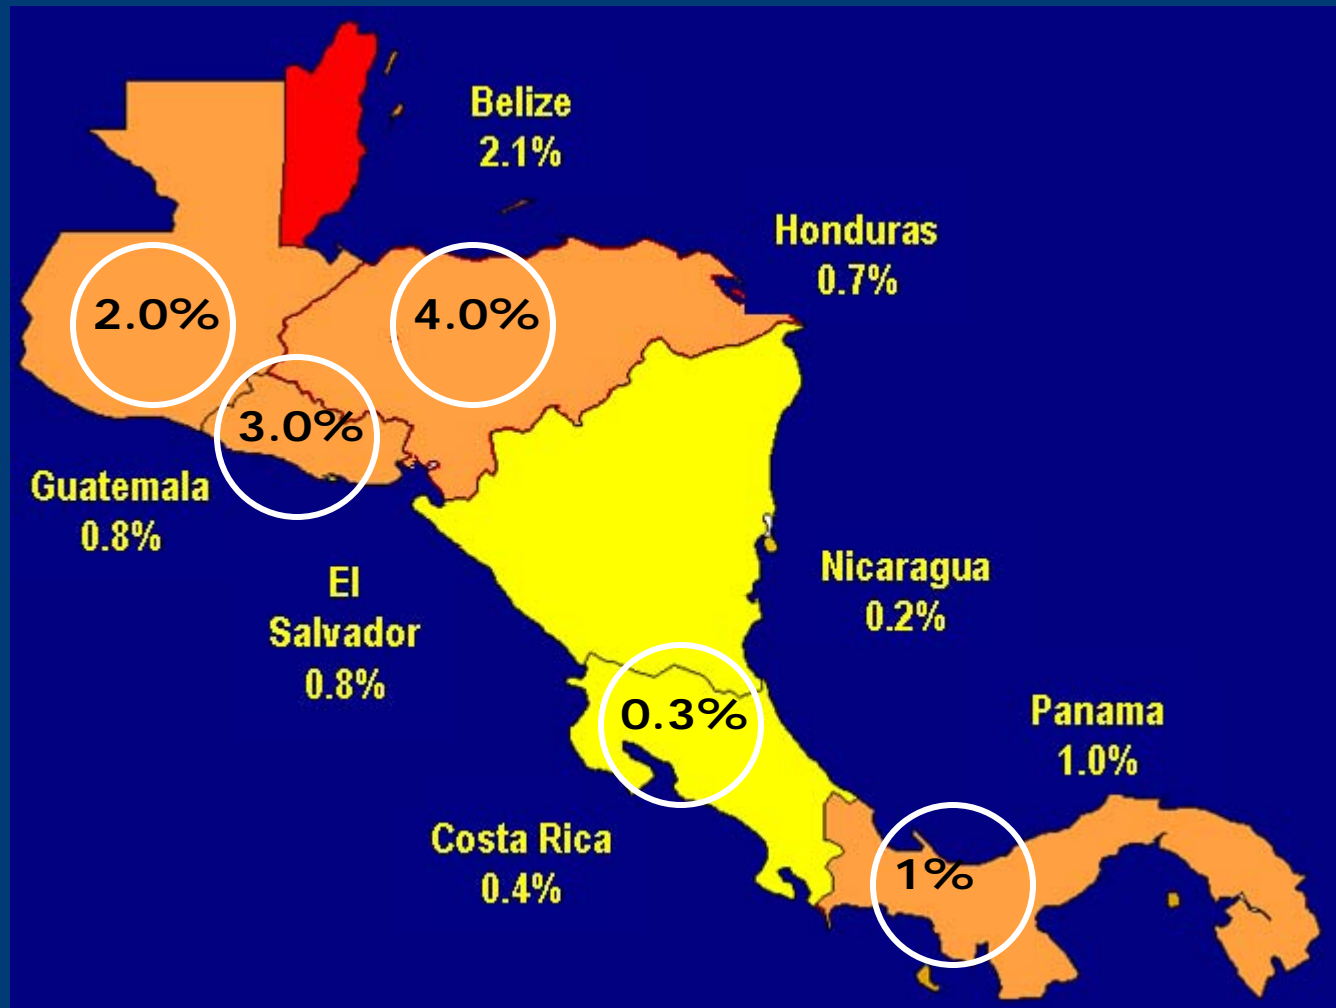 Belize
2.1%
Honduras
0.7%
2.0%
4.0%
3.0%
Guatemala
0.8%
El
Salvador
0.8%
Nicaragua
0.2%
0.3%
Panama
1.0%
Costa Rica
0.4%
1%